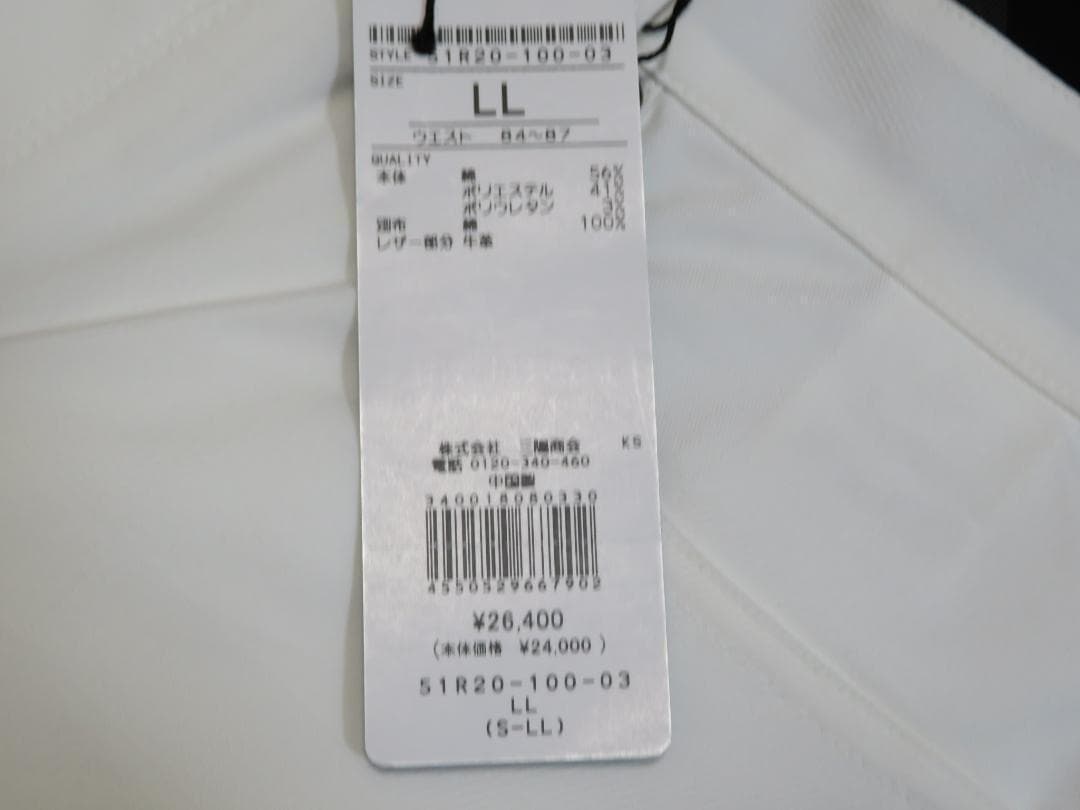 STYLE 51R20-100-03
SIZE
LL
ウエスト 84~87
QUALITY
本体 綿 56%
ポリエステル 41%
ポリウレタン 3%
別布 綿 100%
レザー部分 牛革
株式会社 三陽商会 KS
電話 0120-340-460
中国製
340018080330
4550529667902
¥26,400
(本体価格 ¥24,000)
51R20-100-03
LL
(S-LL)